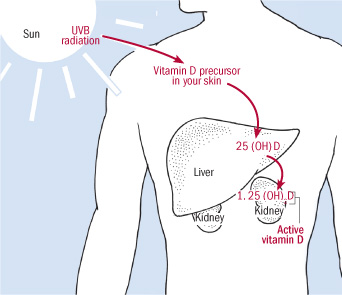 Sun
UVB
radiation
Vitamin D precursor
in your skin
25 (OH) D
Liver
1, 25 (OH)₂D
Kidney
Kidney
Active
vitamin D